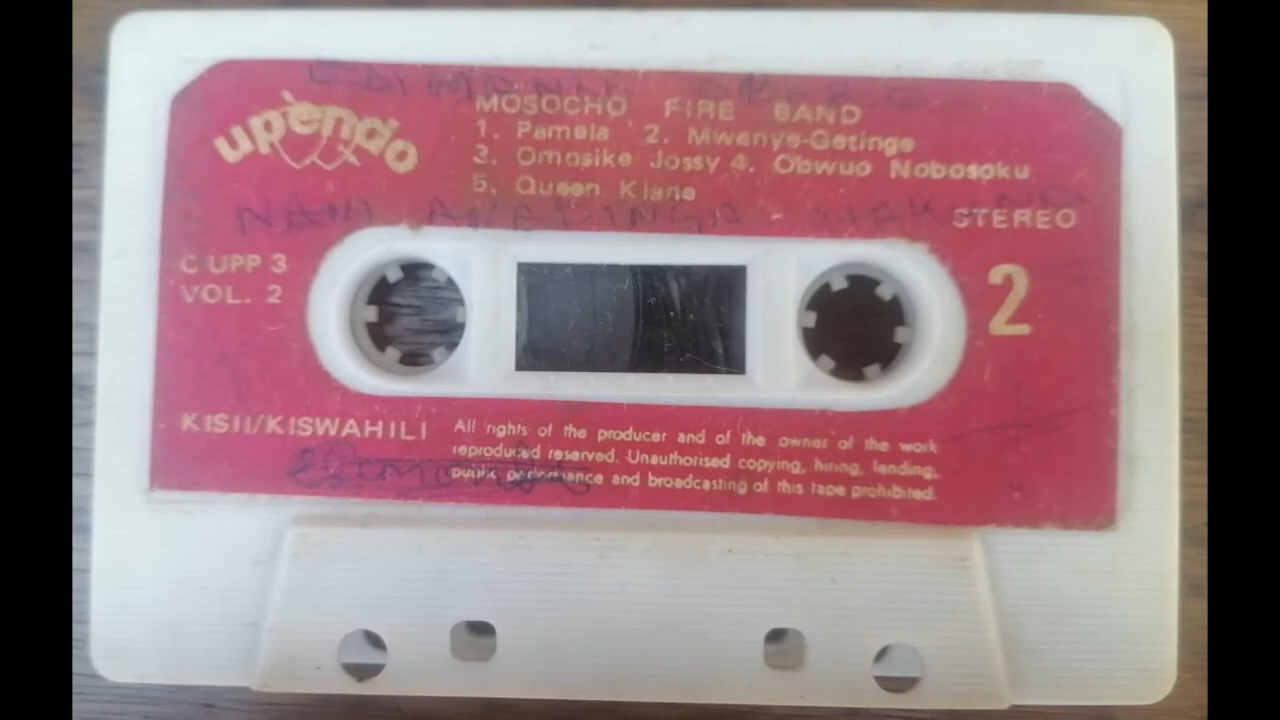 upendo
MOSOCHO FIRE BAND
1. Pamela 2. Mwanya-Getinge
3. Omosike Jossy 4. Obwuo Nobosoku
5. Queen Kiane
STEREO
C UPP 3
VOL. 2
2
KISII/KISWAHILI
All rights of the producer and of the owner of the work
reproduced reserved. Unauthorised copying, hiring, lending,
public performance and broadcasting of this tape prohibited.